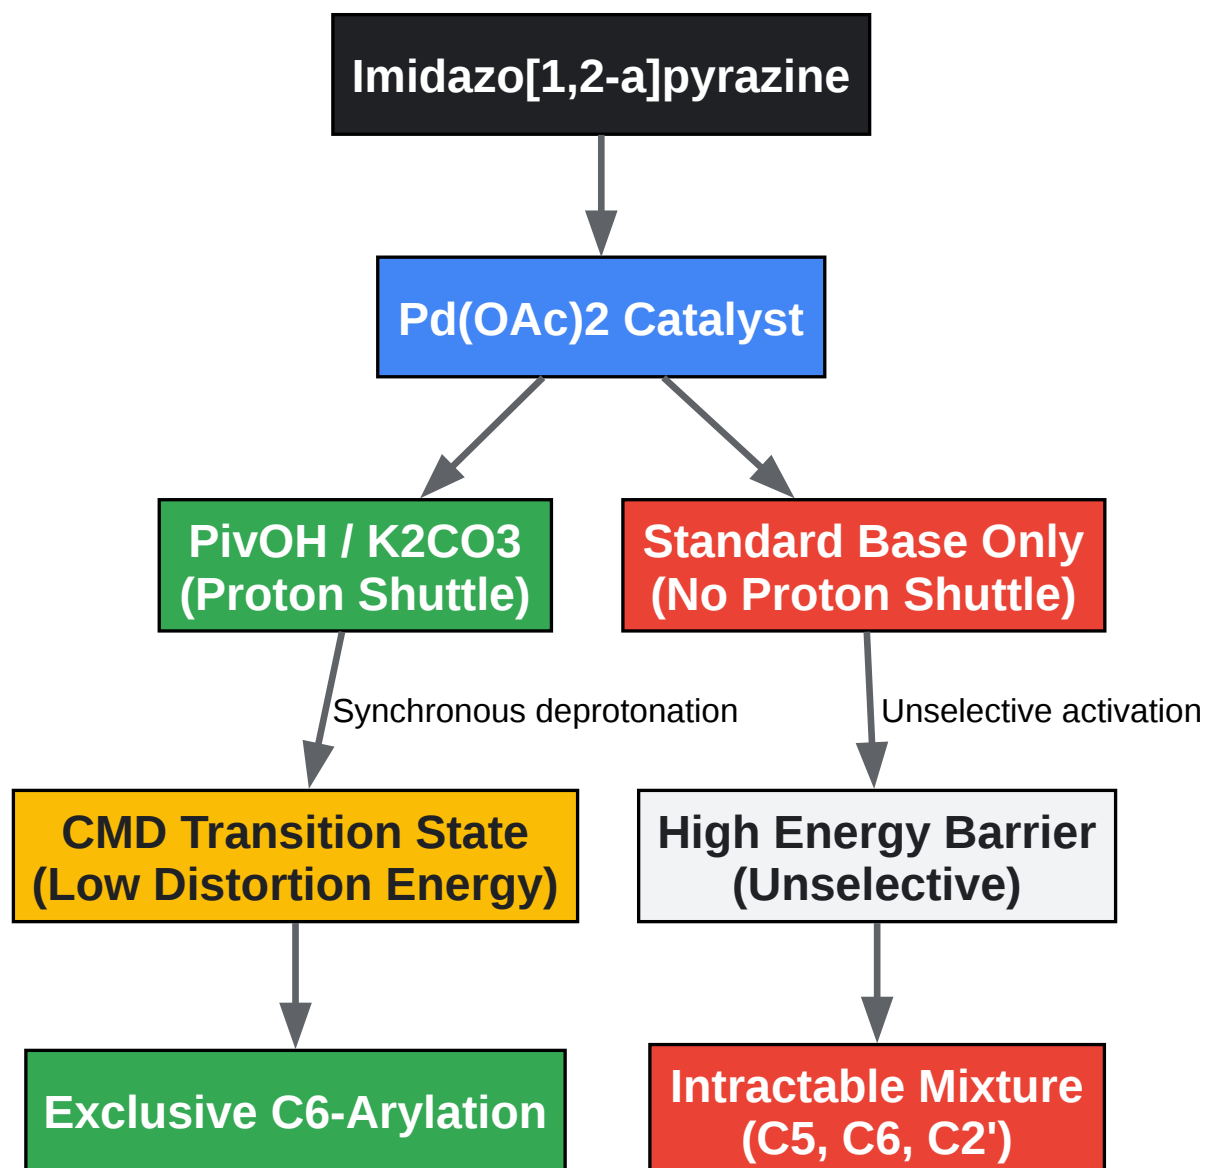 Imidazo[1,2-a]pyrazine
Pd(OAc)2 Catalyst
PivOH / K2CO3
(Proton Shuttle)
Standard Base Only
(No Proton Shuttle)
Synchronous deprotonation
Unselective activation
CMD Transition State
(Low Distortion Energy)
High Energy Barrier
(Unselective)
Exclusive C6-Arylation
Intractable Mixture
(C5, C6, C2')